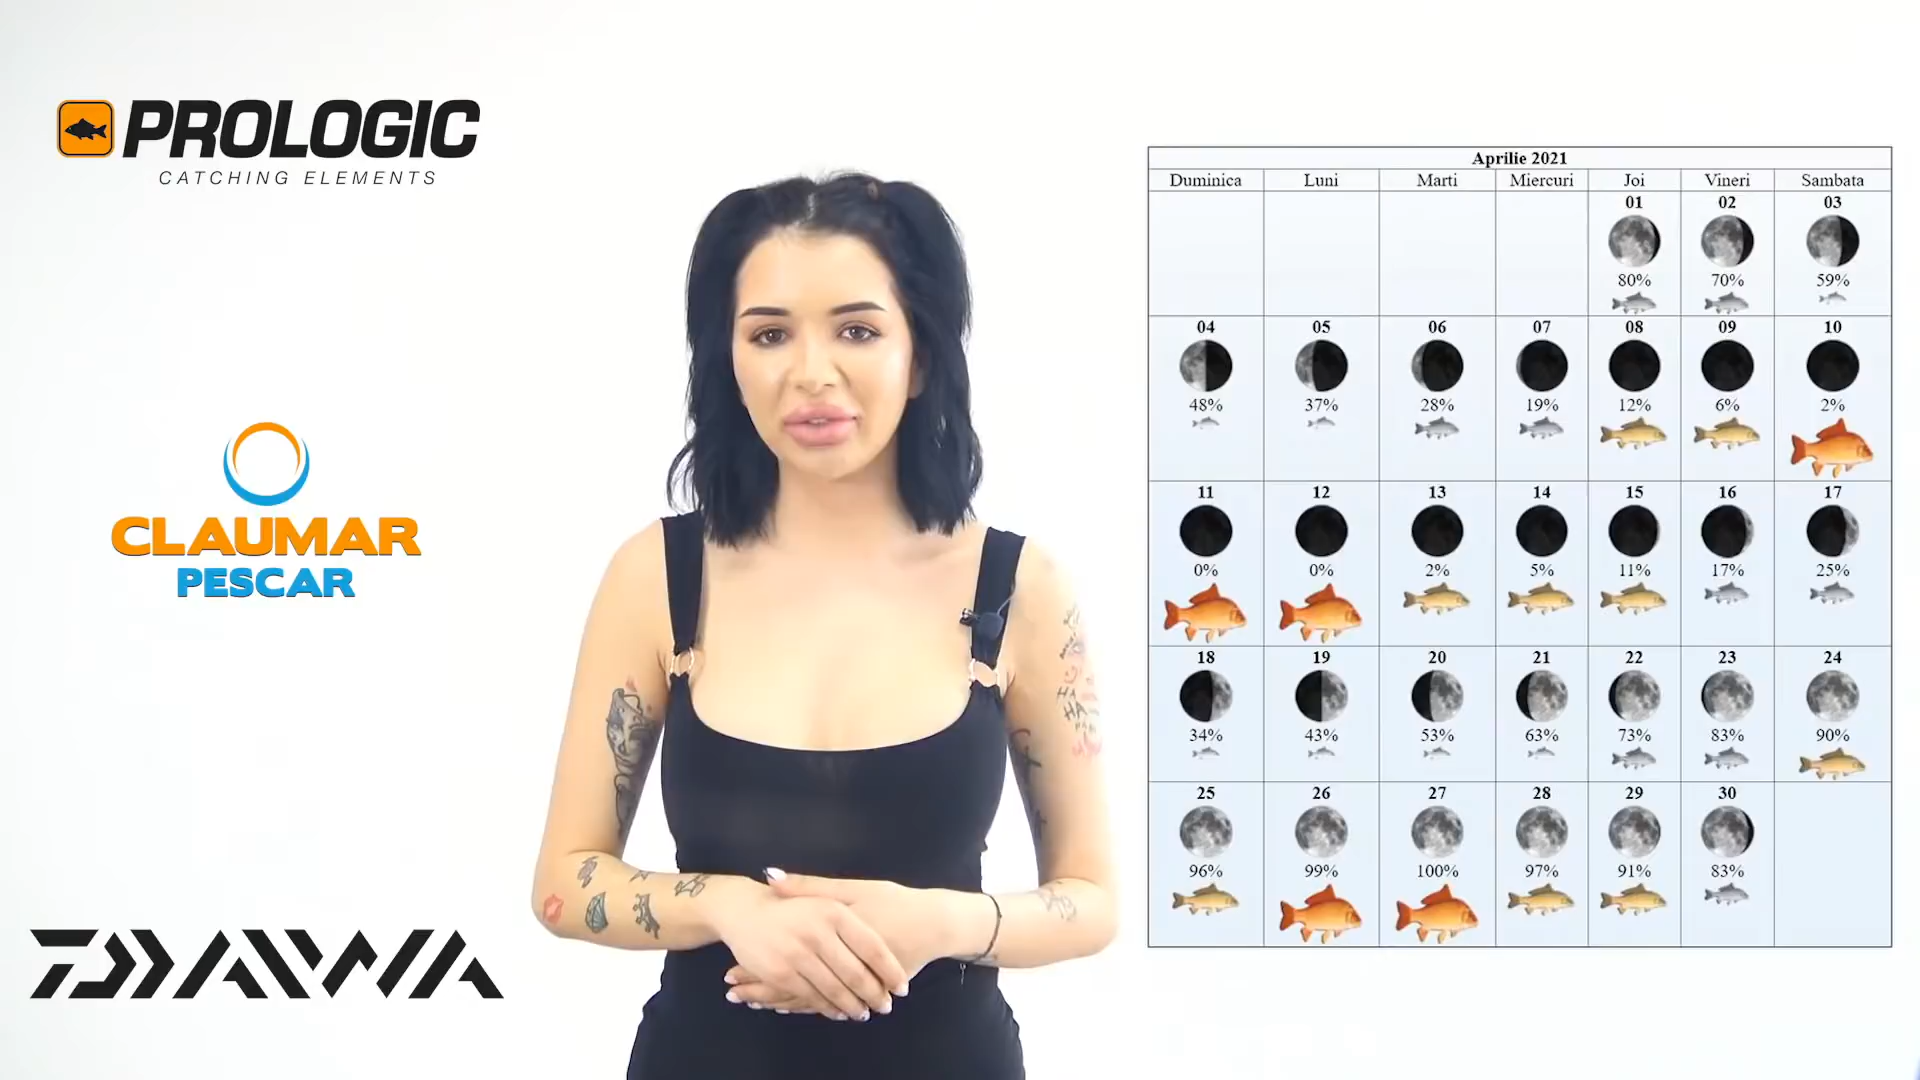 PROLOGIC
CATCHING ELEMENTS
CLAUMAR
PESCAR
DAIWA
Aprilie 2021
Duminica Luni Marti Miercuri Joi Vineri Sambata
01 02 03
80% 70% 59%
04 05 06 07 08 09 10
48% 37% 28% 19% 12% 6% 2%
11 12 13 14 15 16 17
0% 0% 2% 5% 11% 17% 25%
18 19 20 21 22 23 24
34% 43% 53% 63% 73% 83% 90%
25 26 27 28 29 30
96% 99% 100% 97% 91% 83%
HA
HA